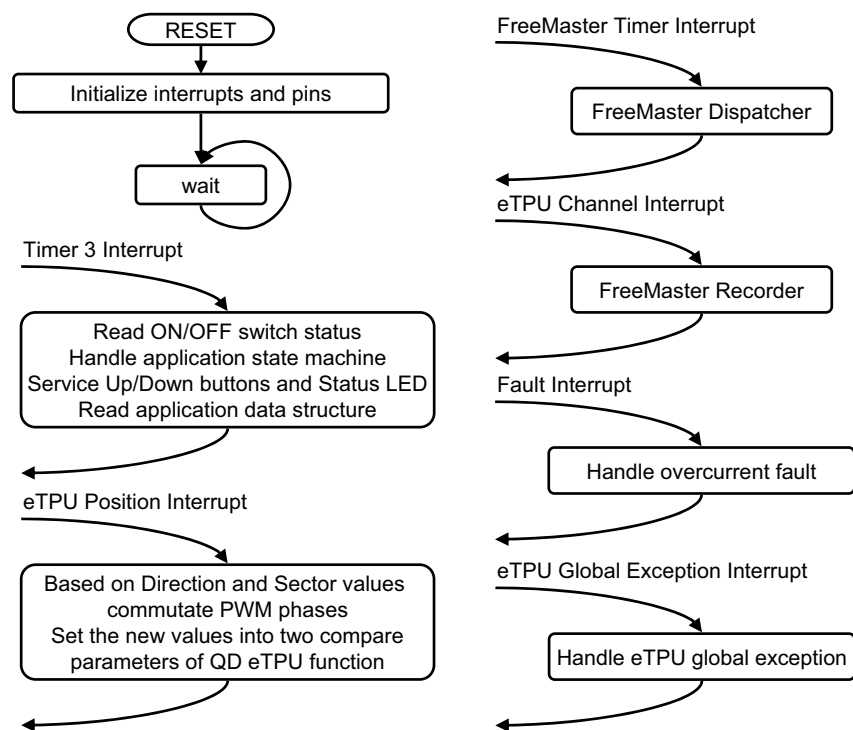 RESET
Initialize interrupts and pins
wait
Timer 3 Interrupt
Read ON/OFF switch status
Handle application state machine
Service Up/Down buttons and Status LED
Read application data structure
eTPU Position Interrupt
Based on Direction and Sector values
commutate PWM phases
Set the new values into two compare
parameters of QD eTPU function
FreeMaster Timer Interrupt
FreeMaster Dispatcher
eTPU Channel Interrupt
FreeMaster Recorder
Fault Interrupt
Handle overcurrent fault
eTPU Global Exception Interrupt
Handle eTPU global exception